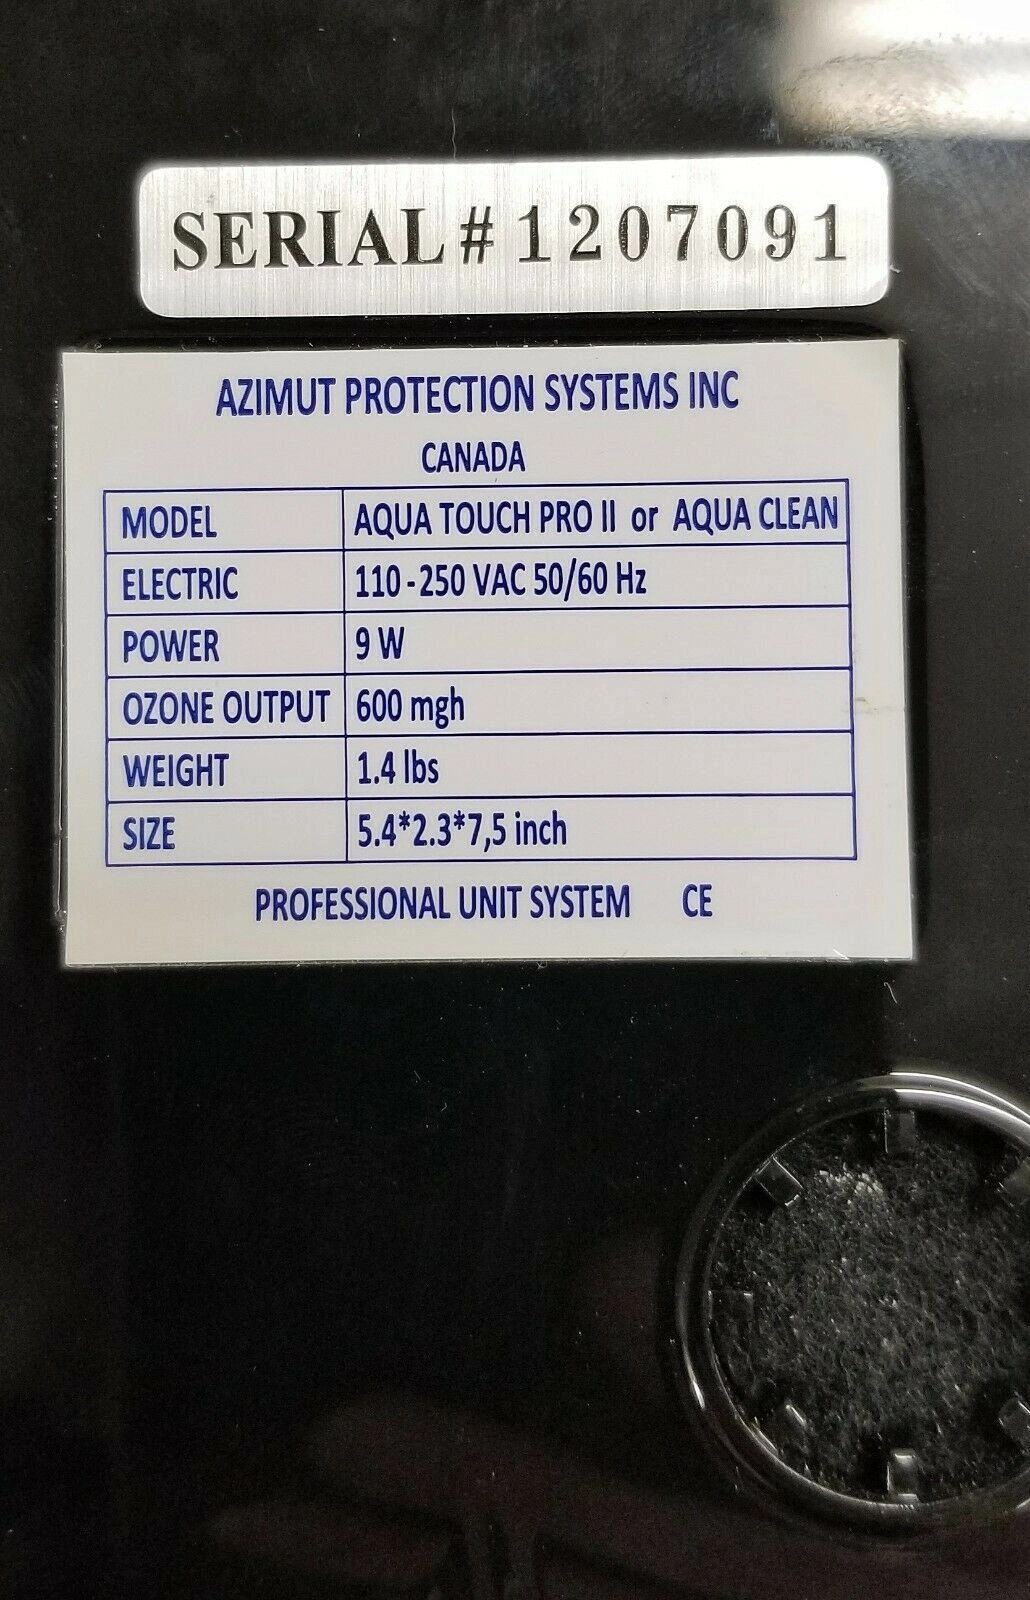 SERIAL # 1207091
AZIMUT PROTECTION SYSTEMS INC
CANADA
MODEL AQUA TOUCH PRO II or AQUA CLEAN
ELECTRIC 110-250 VAC 50/60 Hz
POWER 9 W
OZONE OUTPUT 600 mgh
WEIGHT 1.4 lbs
SIZE 5.4*2.3*7,5 inch
PROFESSIONAL UNIT SYSTEM CE